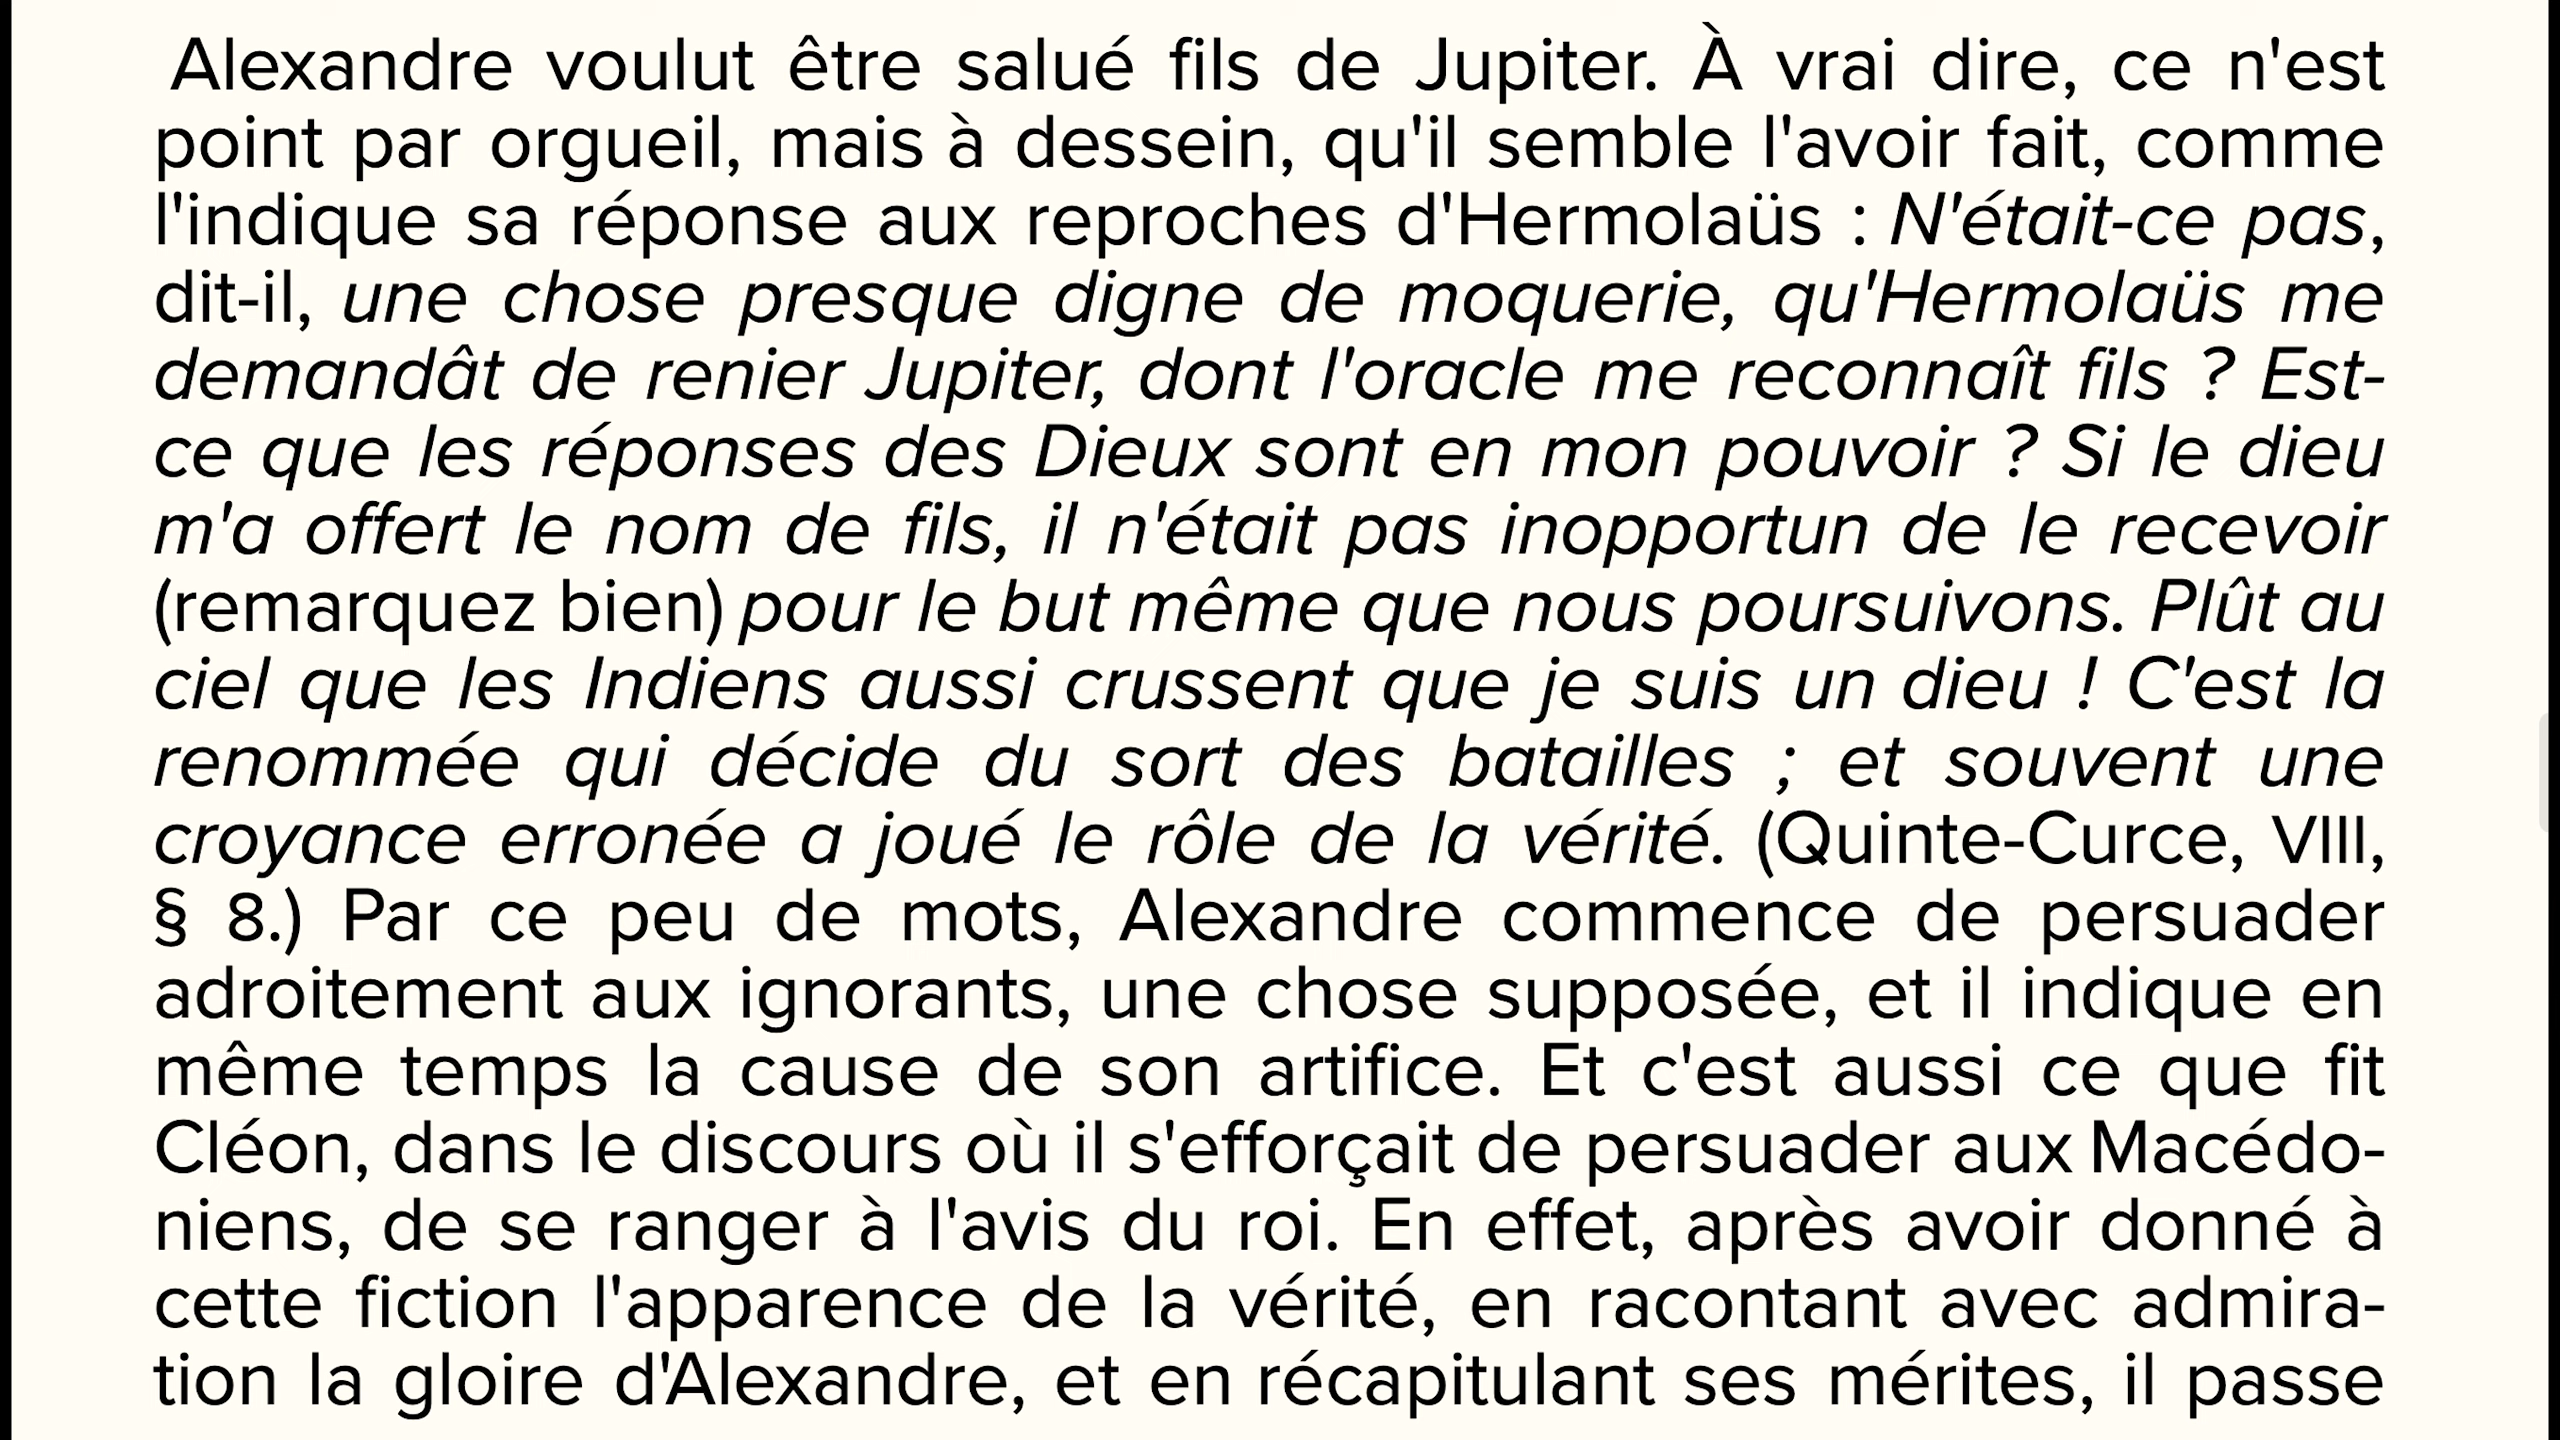 Alexandre voulut être salué fils de Jupiter. À vrai dire, ce n'est
point par orgueil, mais à dessein, qu'il semble l'avoir fait, comme
l'indique sa réponse aux reproches d'Hermolaüs : N'était-ce pas,
dit-il, une chose presque digne de moquerie, qu'Hermolaüs me
demandât de renier Jupiter, dont l'oracle me reconnaît fils ? Est-
ce que les réponses des Dieux sont en mon pouvoir ? Si le dieu
m'a offert le nom de fils, il n'était pas inopportun de le recevoir
(remarquez bien) pour le but même que nous poursuivons. Plût au
ciel que les Indiens aussi crussent que je suis un dieu ! C'est la
renommée qui décide du sort des batailles ; et souvent une
croyance erronée a joué le rôle de la vérité. (Quinte-Curce, VIII,
§ 8.) Par ce peu de mots, Alexandre commence de persuader
adroitement aux ignorants, une chose supposée, et il indique en
même temps la cause de son artifice. Et c'est aussi ce que fit
Cléon, dans le discours où il s'efforçait de persuader aux Macédo-
niens, de se ranger à l'avis du roi. En effet, après avoir donné à
cette fiction l'apparence de la vérité, en racontant avec admira-
tion la gloire d'Alexandre, et en récapitulant ses mérites, il passe